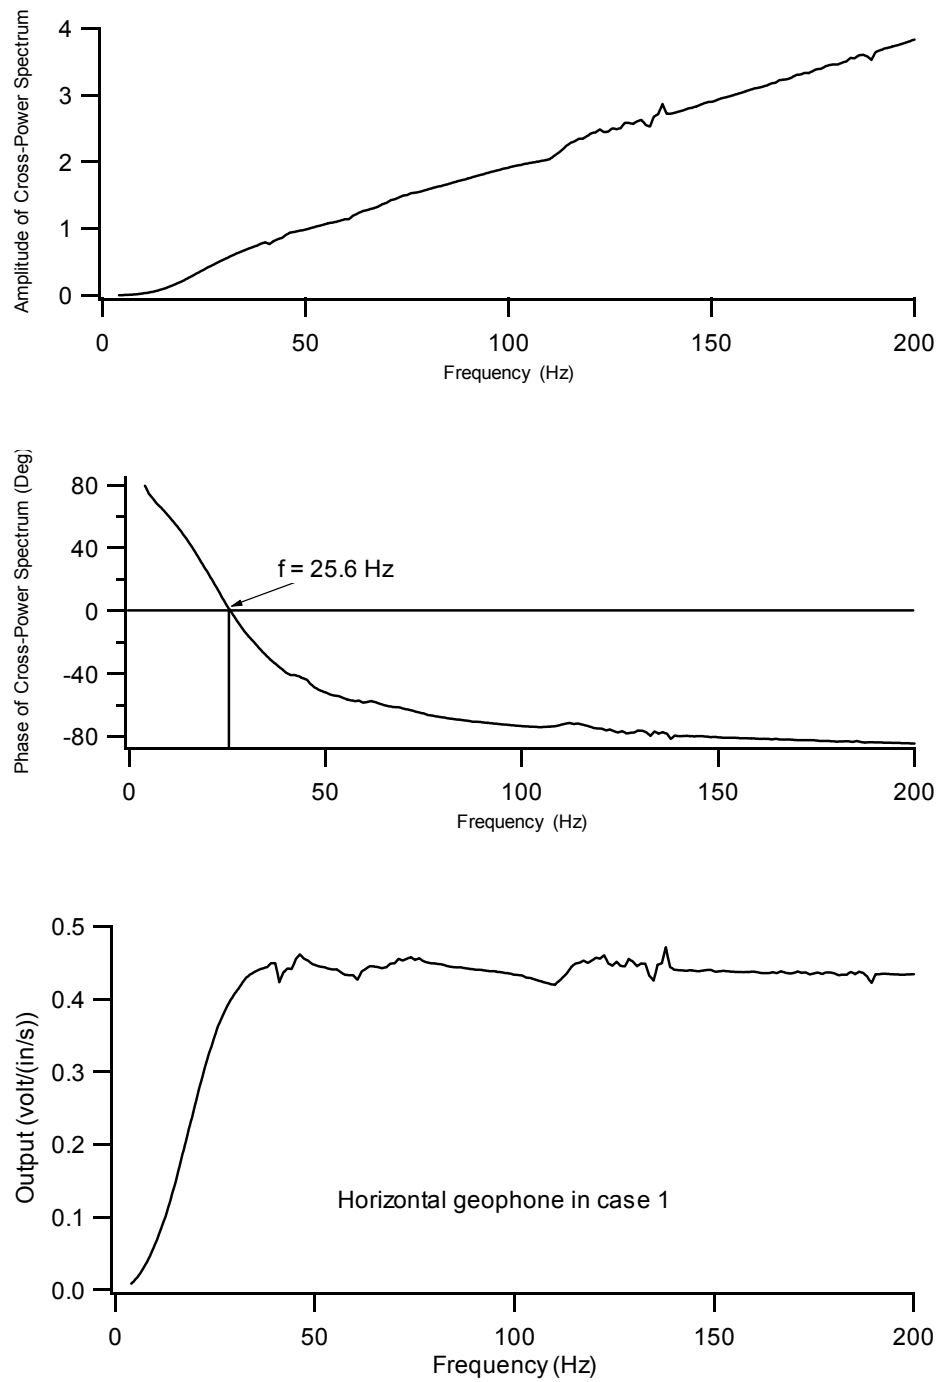 Amplitude of Cross-Power Spectrum
4
3
2
1
0
0 50 100 150 200
Frequency (Hz)
Phase of Cross-Power Spectrum (Deg)
80
40
0
-40
-80
f = 25.6 Hz
0 50 100 150 200
Frequency (Hz)
Output (volt/(in/s))
0.5
0.4
0.3
0.2
0.1
0.0
Horizontal geophone in case 1
0 50 100 150 200
Frequency (Hz)